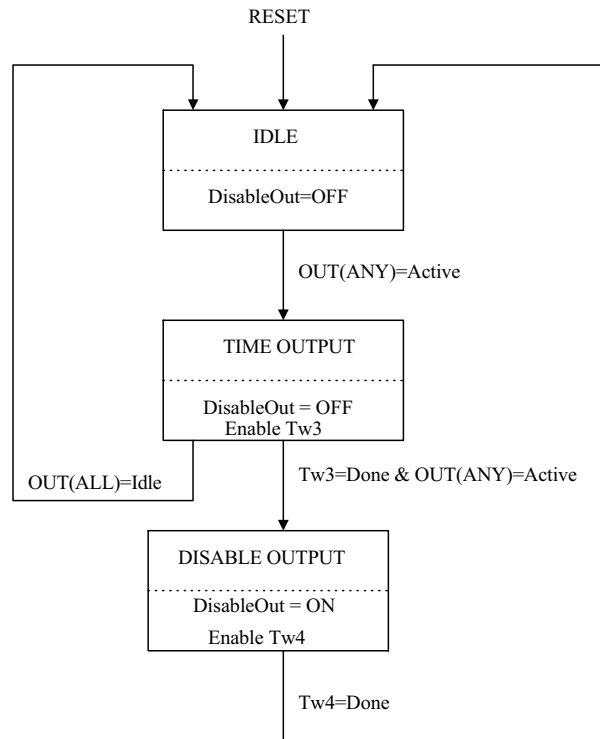 RESET
IDLE
DisableOut=OFF
OUT(ANY)=Active
TIME OUTPUT
DisableOut = OFF
Enable Tw3
OUT(ALL)=Idle
Tw3=Done & OUT(ANY)=Active
DISABLE OUTPUT
DisableOut = ON
Enable Tw4
Tw4=Done